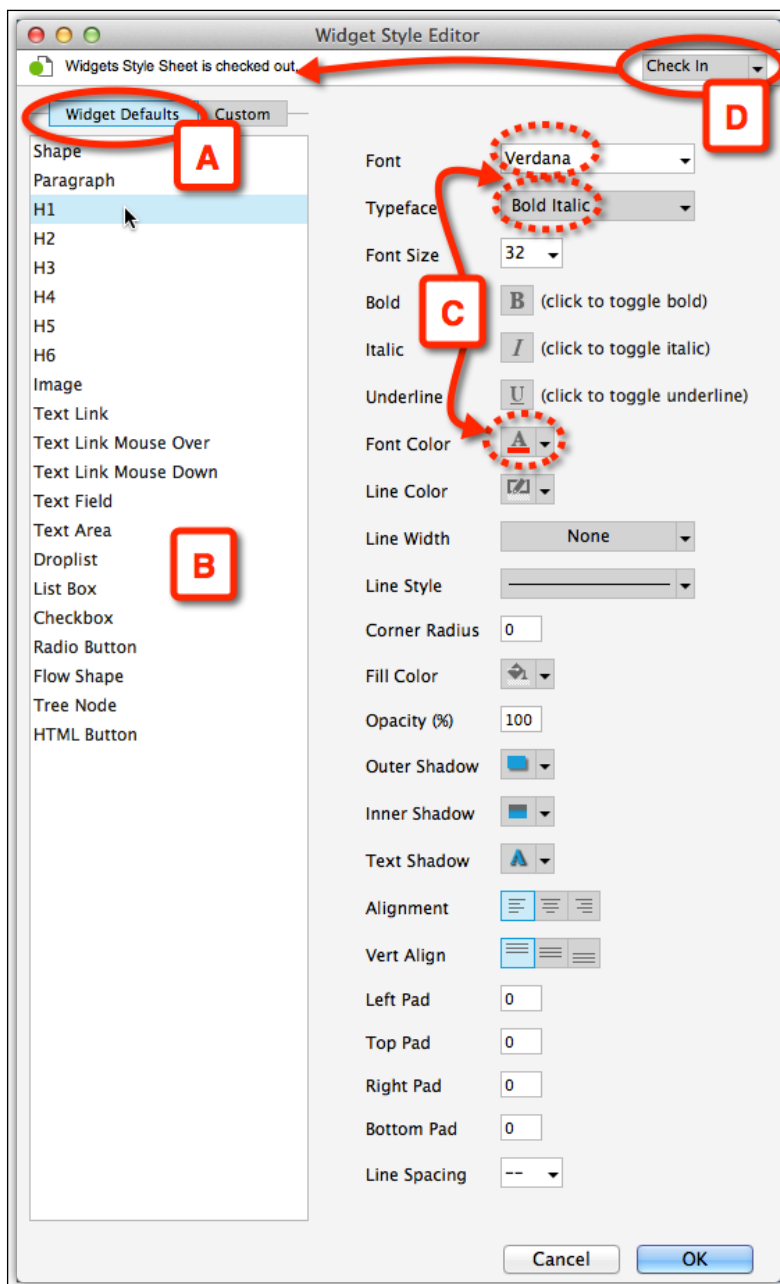 Widget Style Editor
Widgets Style Sheet is checked out.
Check In
D
Widget Defaults
Custom
A
Shape
Paragraph
H1
H2
H3
H4
H5
H6
Image
Text Link
Text Link Mouse Over
Text Link Mouse Down
Text Field
Text Area
Droplist
List Box
Checkbox
Radio Button
Flow Shape
Tree Node
HTML Button
B
Font Verdana
Typeface Bold Italic
Font Size 32
C
Bold B (click to toggle bold)
Italic I (click to toggle italic)
Underline U (click to toggle underline)
Font Color A
Line Color
Line Width None
Line Style
Corner Radius 0
Fill Color
Opacity (%) 100
Outer Shadow
Inner Shadow
Text Shadow A
Alignment
Vert Align
Left Pad 0
Top Pad 0
Right Pad 0
Bottom Pad 0
Line Spacing --
Cancel
OK